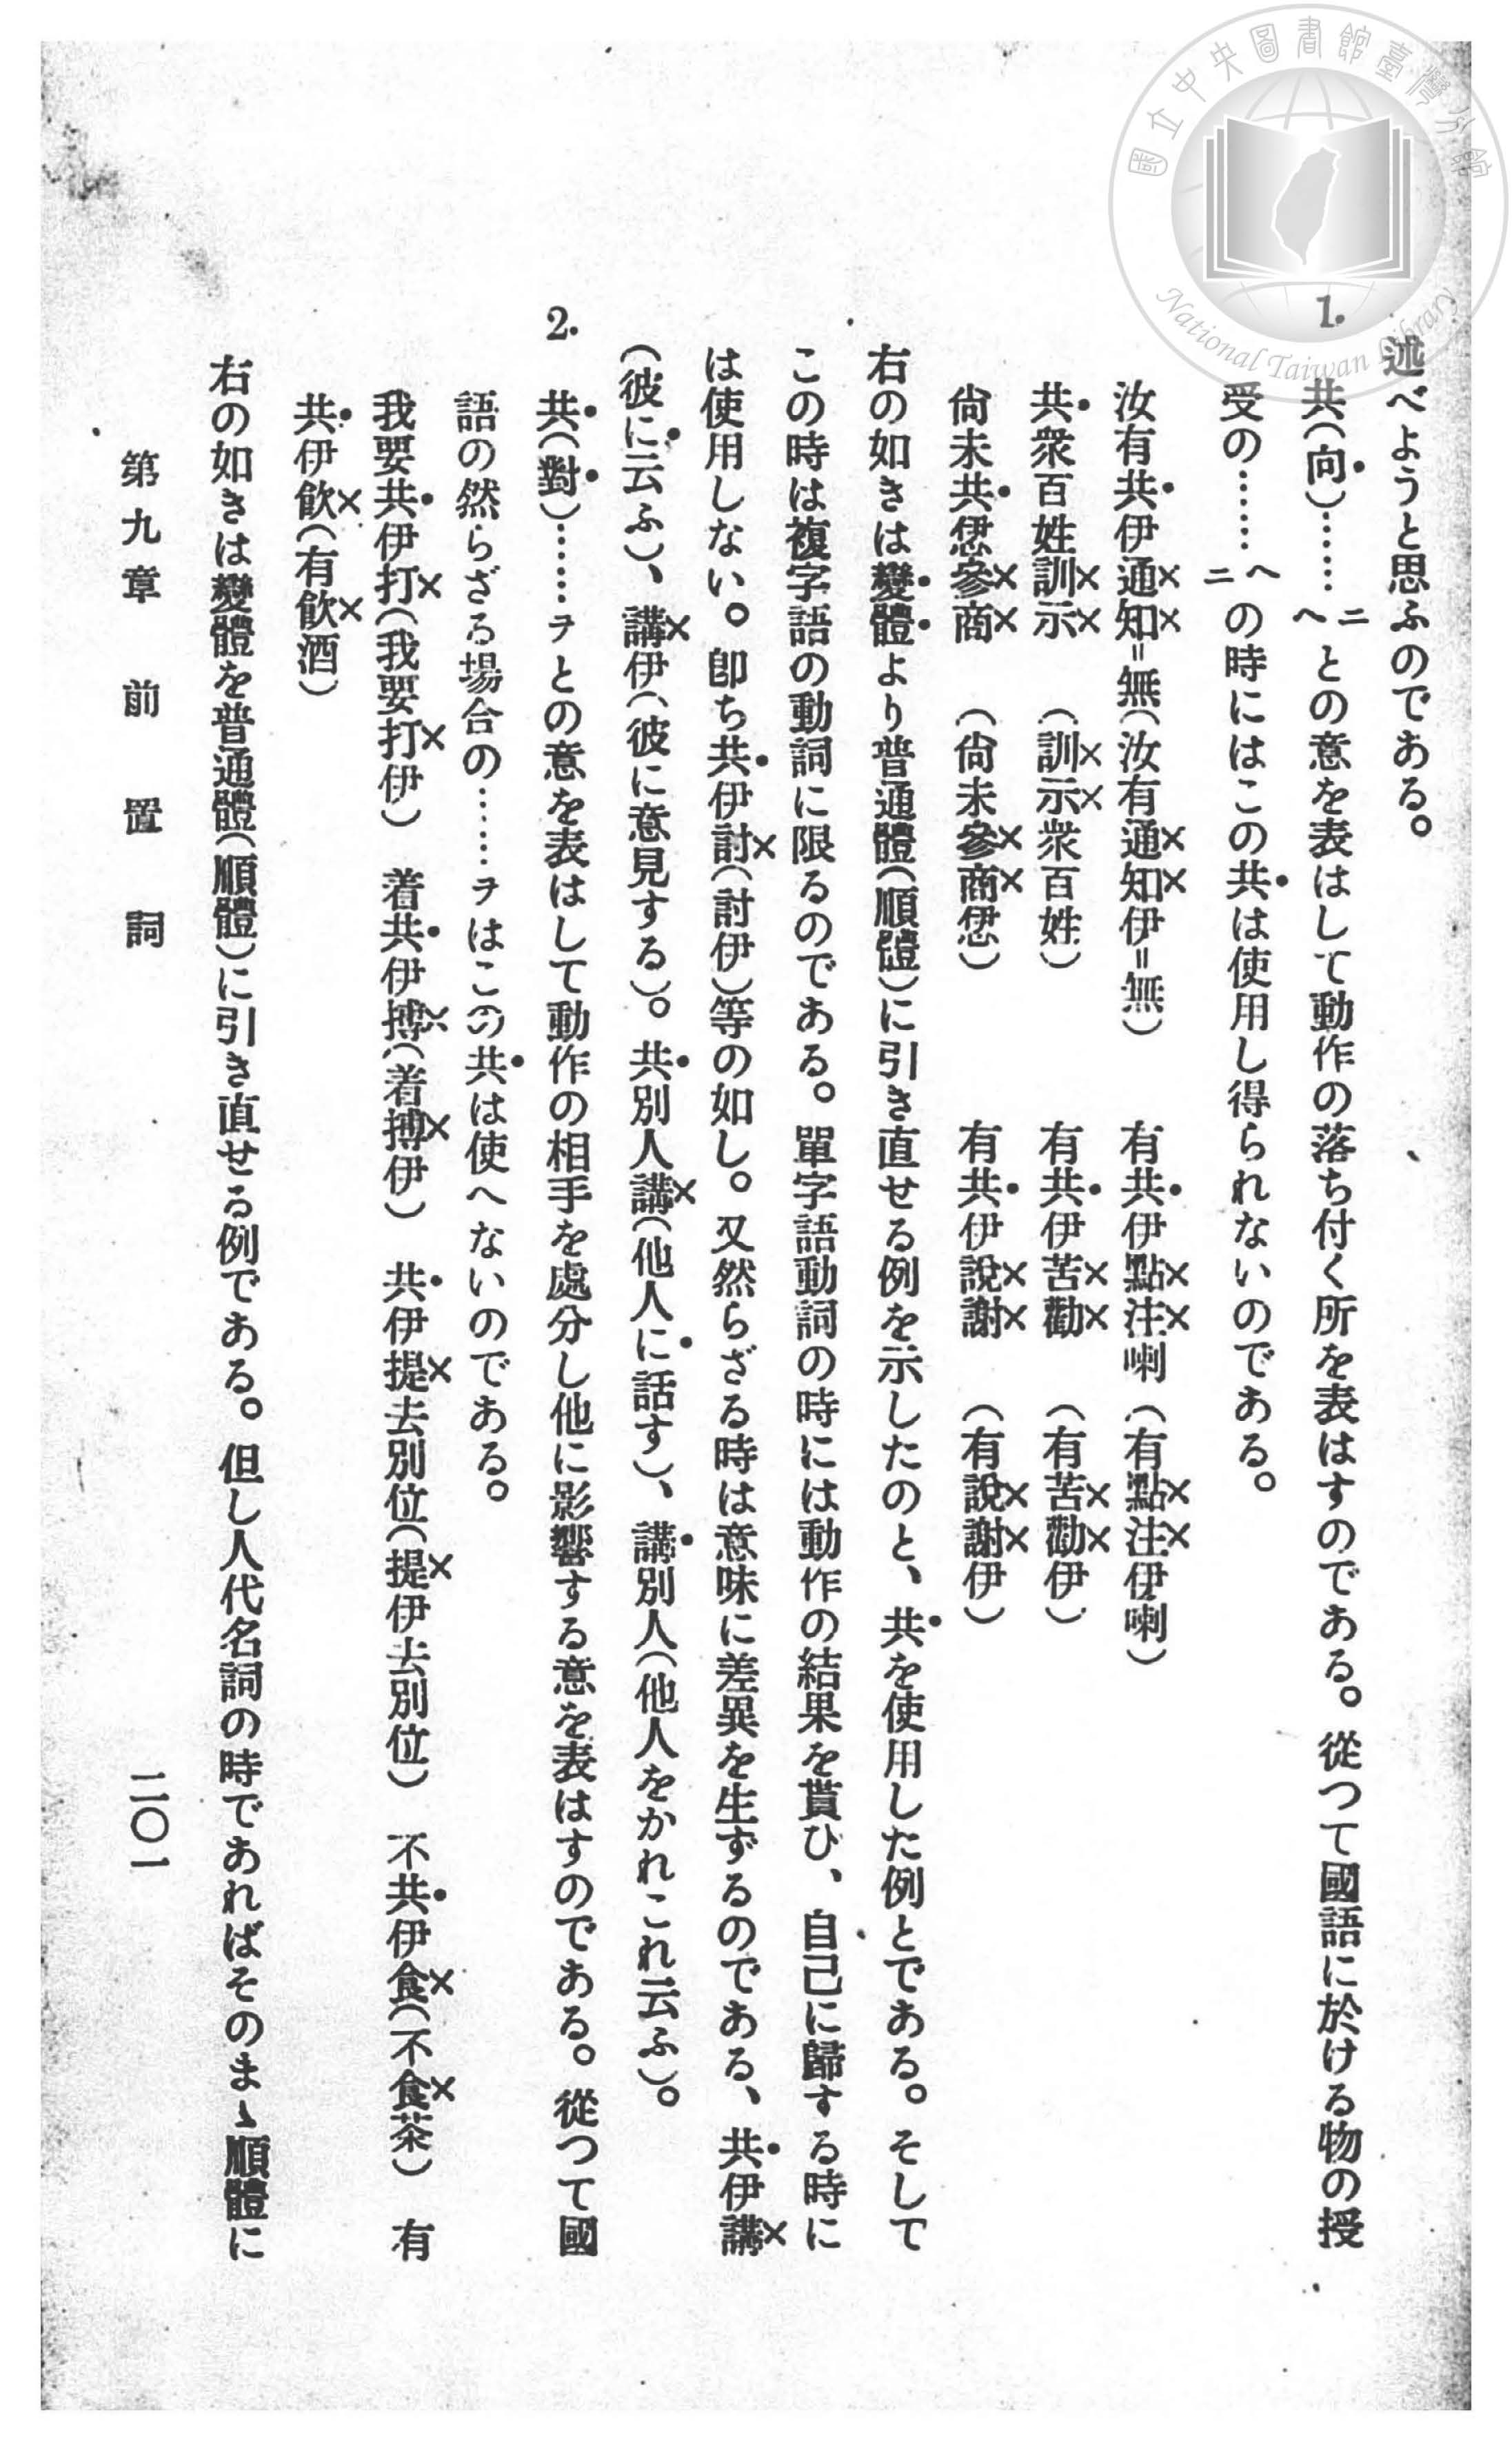 國立中央圖書館臺灣分館
National Taiwan Library
述べようと思ふのである。
1. 共(向)……ニヘとの意を表はして動作の落ち付く所を表はすのである。從つて國語に於ける物の授
受の……ヘニの時にはこの共は使用し得られないのである。
汝有共伊通知=無(汝有通知伊=無) 有共伊點注喇(有點注伊喇)
共衆百姓訓示 (訓示衆百姓) 有共伊苦勸 (有苦勸伊)
尙未共您參商 (尙未參商您) 有共伊說謝 (有說謝伊)
右の如きは變體より普通體(順體)に引き直せる例を示したのと、共を使用した例とである。そして
この時は複字語の動詞に限るのである。單字語動詞の時には動作の結果を貰ひ、自己に歸する時に
は使用しない。卽ち共伊討(討伊)等の如し。又然らざる時は意味に差異を生ずるのである、共伊講
(彼に云ふ)、講伊(彼に意見する)。共別人講(他人に話す)、講別人(他人をかれこれ云ふ)。
2. 共(對)……ヲとの意を表はして動作の相手を處分し他に影響する意を表はすのである。從つて國
語の然らざる場合の……ヲはこの共は使へないのである。
我要共伊打(我要打伊) 着共伊搏(着搏伊) 共伊提去別位(提伊去別位) 不共伊食(不食茶) 有
共伊飮(有飮酒)
右の如きは變體を普通體(順體)に引き直せる例である。但し人代名詞の時であればそのまゝ順體に
第九章 前置詞
二〇一